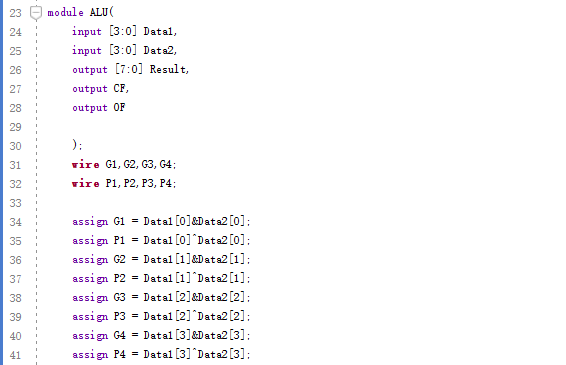 23 module ALU(
24 input [3:0] Data1,
25 input [3:0] Data2,
26 output [7:0] Result,
27 output CF,
28 output OF
29
30 );
31 wire G1,G2,G3,G4;
32 wire P1,P2,P3,P4;
33
34 assign G1 = Data1[0]&Data2[0];
35 assign P1 = Data1[0]^Data2[0];
36 assign G2 = Data1[1]&Data2[1];
37 assign P2 = Data1[1]^Data2[1];
38 assign G3 = Data1[2]&Data2[2];
39 assign P3 = Data1[2]^Data2[2];
40 assign G4 = Data1[3]&Data2[3];
41 assign P4 = Data1[3]^Data2[3];